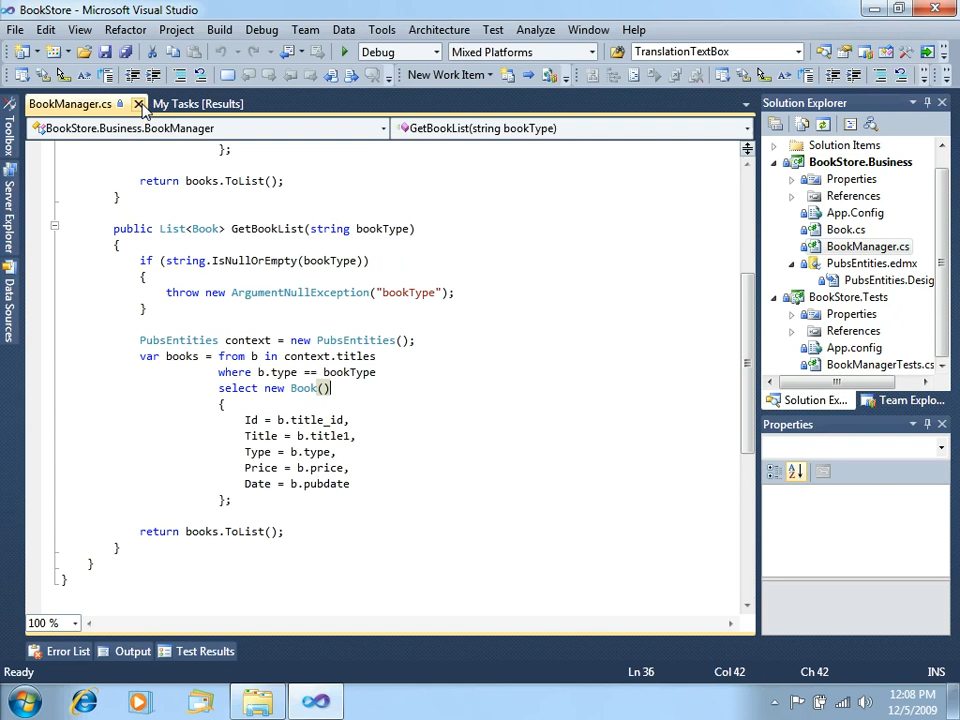 BookStore - Microsoft Visual Studio
File Edit View Refactor Project Build Debug Team Data Tools Architecture Test Analyze Window Help
Debug Mixed Platforms TranslationTextBox
New Work Item
BookManager.cs My Tasks [Results] Solution Explorer
BookStore.Business.BookManager GetBookList(string bookType)
};
return books.ToList();
}
public List<Book> GetBookList(string bookType)
{
if (string.IsNullOrEmpty(bookType))
{
throw new ArgumentNullException("bookType");
}
PubsEntities context = new PubsEntities();
var books = from b in context.titles
where b.type == bookType
select new Book()
{
Id = b.title_id,
Title = b.title1,
Type = b.type,
Price = b.price,
Date = b.pubdate
};
return books.ToList();
}
}
}
100 %
Toolbox
Server Explorer
Data Sources
Solution Items
BookStore.Business
Properties
References
App.Config
Book.cs
BookManager.cs
PubsEntities.edmx
PubsEntities.Desig
BookStore.Tests
Properties
References
App.config
BookManagerTests.cs
Solution Ex... Team Explo...
Properties
Error List Output Test Results
Ready Ln 36 Col 42 Ch 42 INS
12:08 PM
12/5/2009